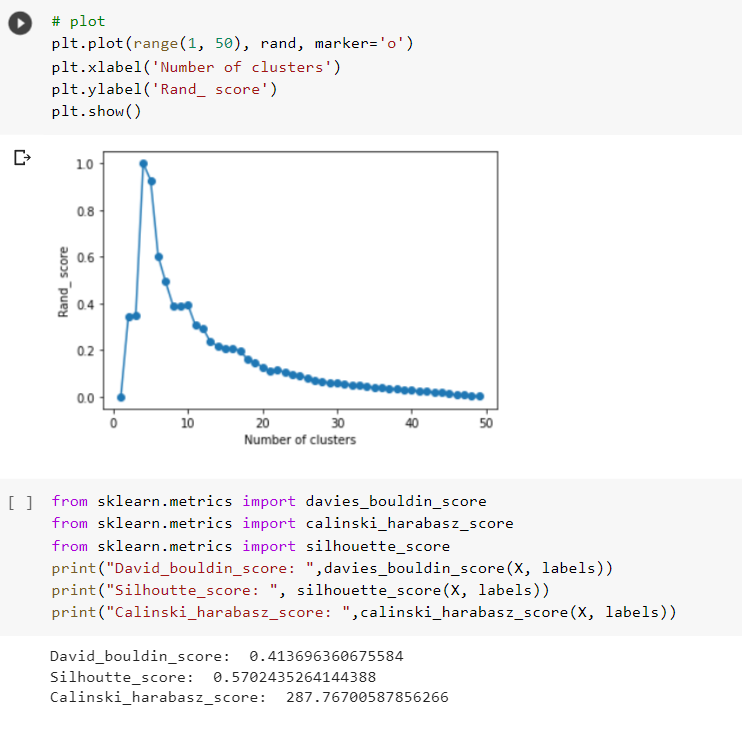 # plot
plt.plot(range(1, 50), rand, marker='o')
plt.xlabel('Number of clusters')
plt.ylabel('Rand_ score')
plt.show()
1.0
0.8
0.6
0.4
0.2
0.0
Rand_ score
0 10 20 30 40 50
Number of clusters
[ ] from sklearn.metrics import davies_bouldin_score
from sklearn.metrics import calinski_harabasz_score
from sklearn.metrics import silhouette_score
print("David_bouldin_score: ",davies_bouldin_score(X, labels))
print("Silhoutte_score: ", silhouette_score(X, labels))
print("Calinski_harabasz_score: ",calinski_harabasz_score(X, labels))
David_bouldin_score:  0.413696360675584
Silhoutte_score:  0.5702435264144388
Calinski_harabasz_score:  287.76700587856266